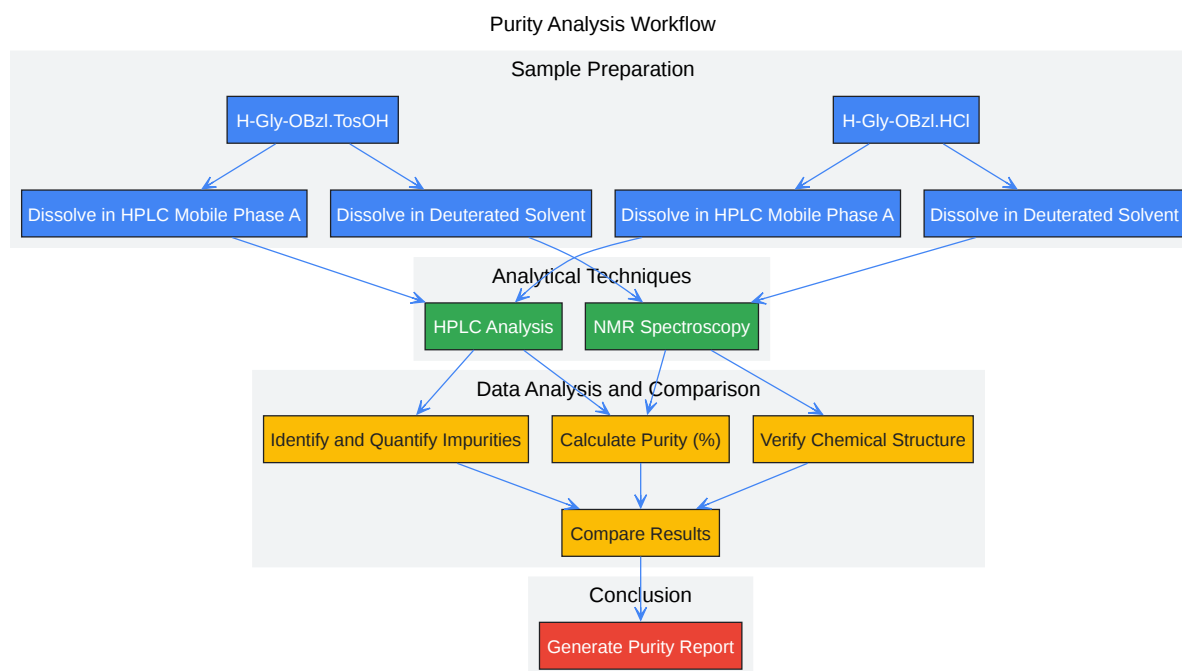 Purity Analysis Workflow
Sample Preparation
H-Gly-OBzl.TosOH
H-Gly-OBzl.HCl
Dissolve in HPLC Mobile Phase A
Dissolve in Deuterated Solvent
Dissolve in HPLC Mobile Phase A
Dissolve in Deuterated Solvent
Analytical Techniques
HPLC Analysis
NMR Spectroscopy
Data Analysis and Comparison
Identify and Quantify Impurities
Calculate Purity (%)
Verify Chemical Structure
Compare Results
Conclusion
Generate Purity Report